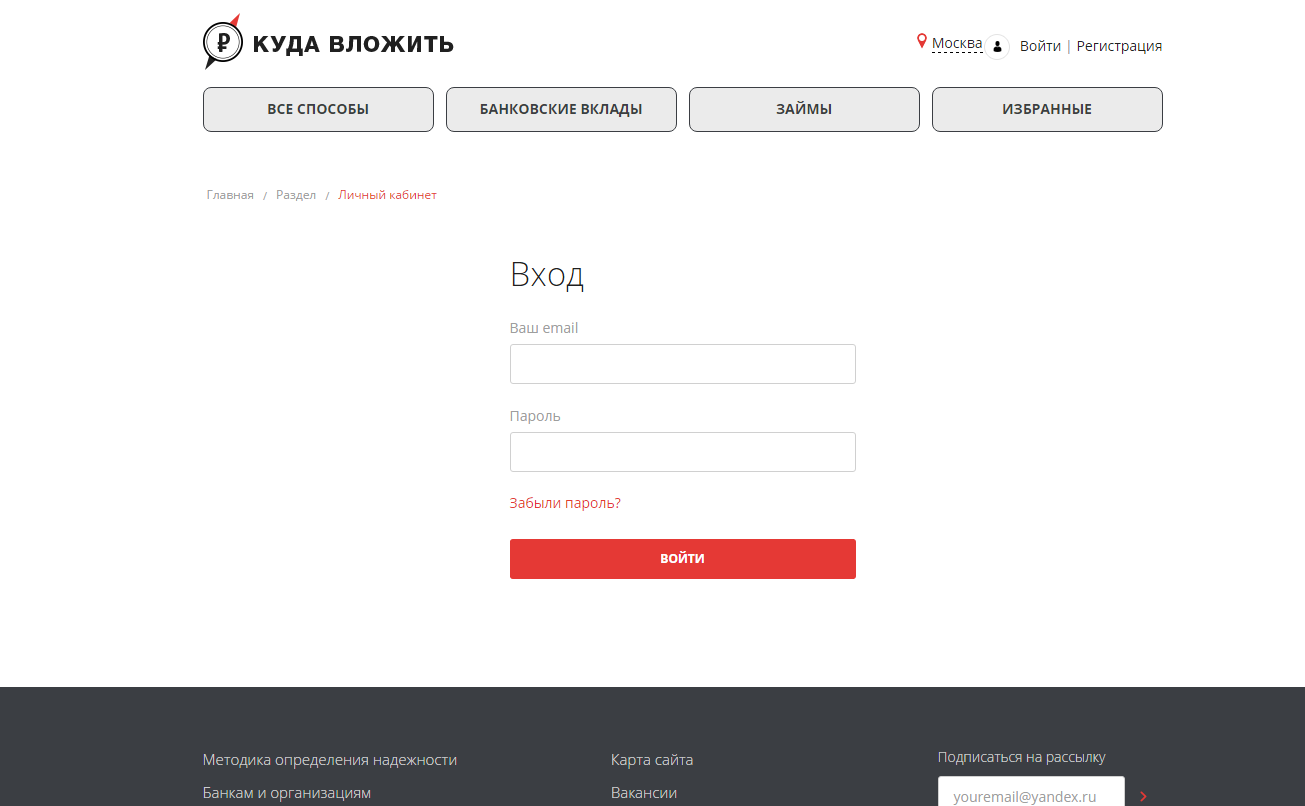 КУДА ВЛОЖИТЬ
Москва Войти | Регистрация
ВСЕ СПОСОБЫ БАНКОВСКИЕ ВКЛАДЫ ЗАЙМЫ ИЗБРАННЫЕ
Главная / Раздел / Личный кабинет
Вход
Ваш email
Пароль
Забыли пароль?
ВОЙТИ
Методика определения надежности Карта сайта Подписаться на рассылку
Банкам и организациям Вакансии youremail@yandex.ru